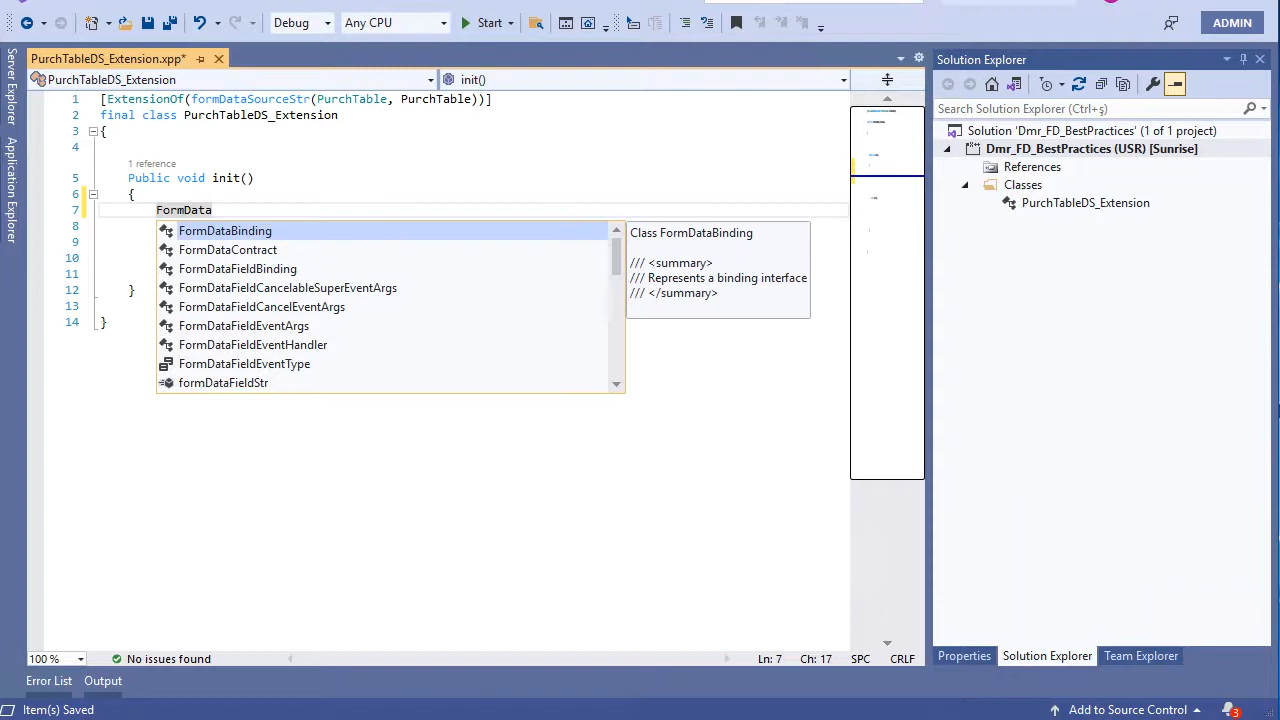 Debug
Any CPU
Start
ADMIN
Server Explorer
Application Explorer
PurchTableDS_Extension.xpp*
PurchTableDS_Extension
init()
1
2
3
4
5
6
7
8
9
10
11
12
13
14
[ExtensionOf(formDataSourceStr(PurchTable, PurchTable))]
final class PurchTableDS_Extension
{
1 reference
Public void init()
{
FormData
FormDataBinding
FormDataContract
FormDataFieldBinding
FormDataFieldCancelableSuperEventArgs
FormDataFieldCancelEventArgs
FormDataFieldEventArgs
FormDataFieldEventHandler
FormDataFieldEventType
formDataFieldStr
Class FormDataBinding
/// <summary>
/// Represents a binding interface
/// </summary>
}
}
100 %
No issues found
Ln: 7
Ch: 17
SPC
CRLF
Solution Explorer
Search Solution Explorer (Ctrl+ş)
Solution 'Dmr_FD_BestPractices' (1 of 1 project)
Dmr_FD_BestPractices (USR) [Sunrise]
References
Classes
PurchTableDS_Extension
Properties
Solution Explorer
Team Explorer
Error List
Output
Item(s) Saved
Add to Source Control
3